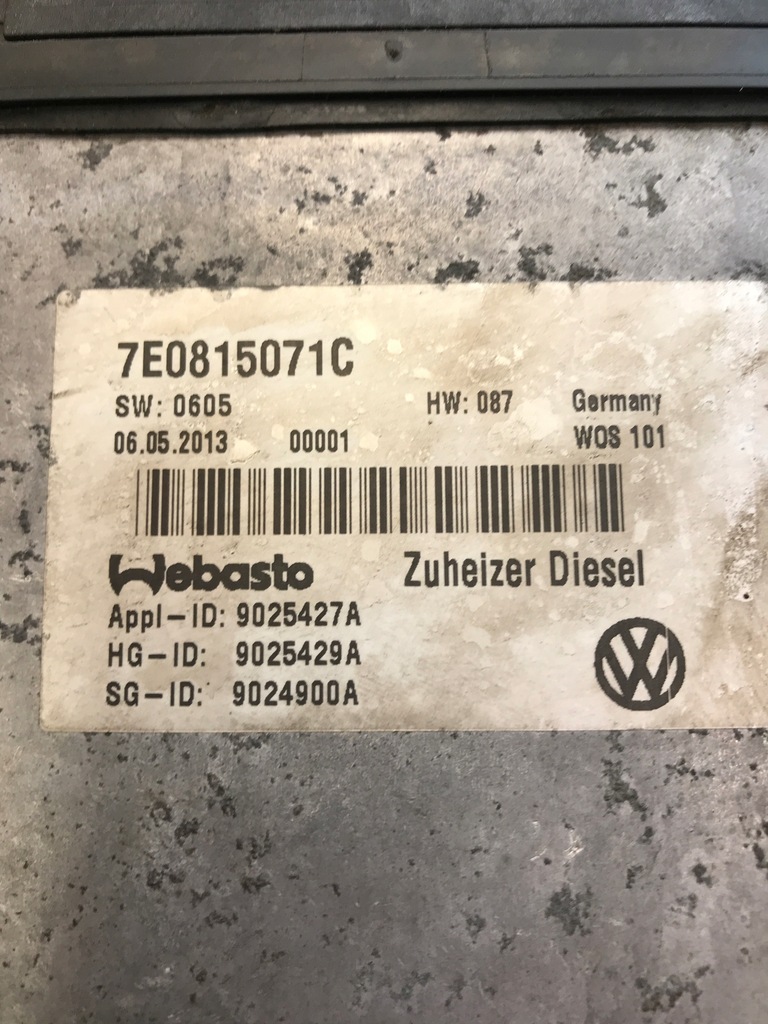 7E0815071C
SW: 0605 HW: 087 Germany
06.05.2013 00001 WOS 101
Webasto Zuheizer Diesel
Appl-ID: 9025427A
HG-ID: 9025429A
SG-ID: 9024900A
VW